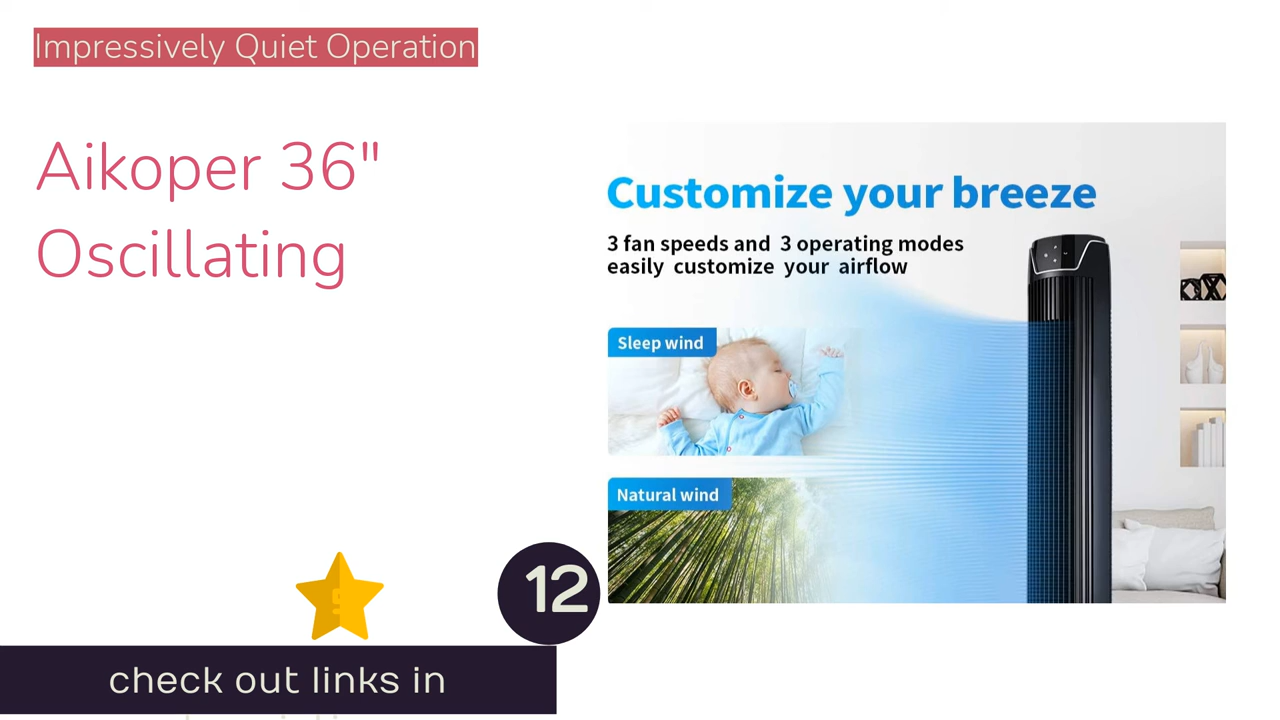 Impressively Quiet Operation
Aikoper 36"
Oscillating
Customize your breeze
3 fan speeds and 3 operating modes
easily customize your airflow
Sleep wind
Natural wind
12
check out links in